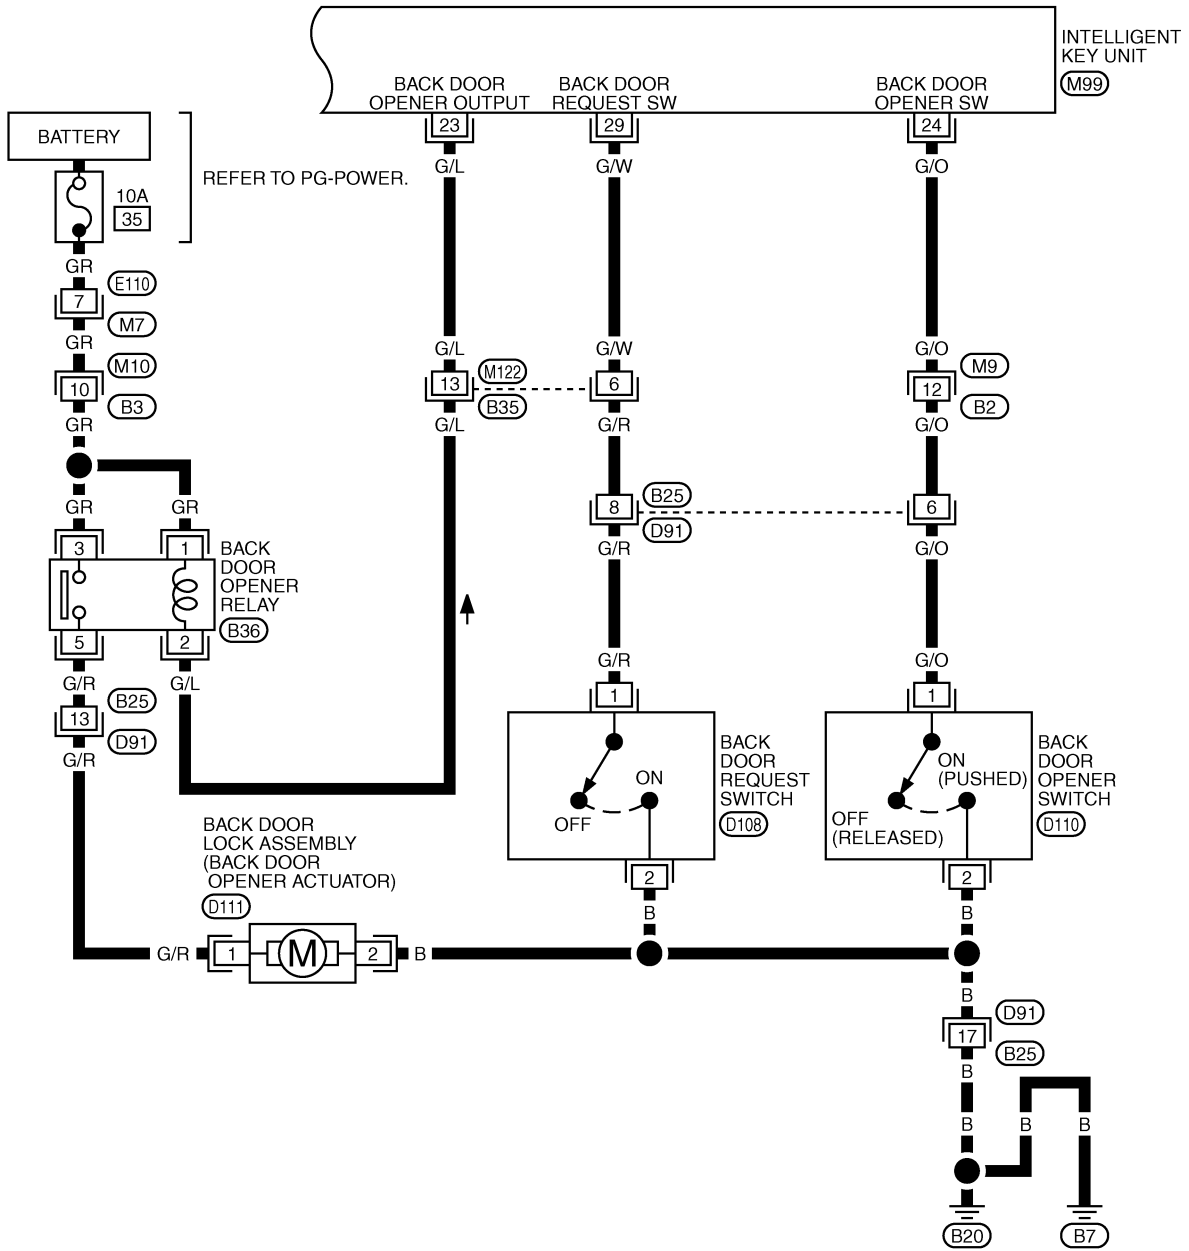 INTELLIGENT
KEY UNIT
M99
BACK DOOR
OPENER OUTPUT
BACK DOOR
REQUEST SW
BACK DOOR
OPENER SW
23
29
24
BATTERY
G/L
G/W
G/O
REFER TO PG-POWER.
10A
35
GR
E110
7
M7
GR
G/L
G/W
G/O
M10
M122
M9
10
13
6
12
B3
B35
B2
GR
G/L
G/R
G/O
GR
GR
B25
8
6
D91
3
1
BACK
DOOR
OPENER
RELAY
B36
G/R
G/O
5
2
G/R
G/L
G/R
G/O
B25
13
D91
1
1
G/R
BACK
DOOR
REQUEST
SWITCH
D108
ON
OFF
BACK
DOOR
OPENER
SWITCH
D110
ON
(PUSHED)
OFF
(RELEASED)
BACK DOOR
LOCK ASSEMBLY
(BACK DOOR
OPENER ACTUATOR)
D111
2
2
B
B
G/R
1
M
2
B
B
D91
17
B25
B
B
B
B
B20
B7